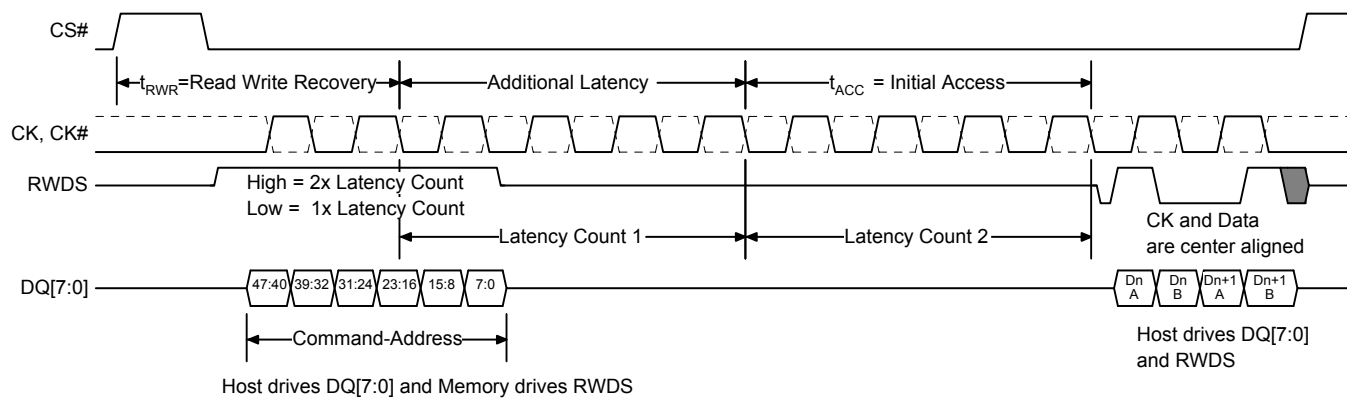 CS#
tRWR=Read Write Recovery
Additional Latency
tACC = Initial Access
CK, CK#
RWDS
High = 2x Latency Count
Low = 1x Latency Count
CK and Data
are center aligned
Latency Count 1
Latency Count 2
DQ[7:0]
47:40 39:32 31:24 23:16 15:8 7:0
Dn Dn Dn+1 Dn+1
A B A B
Command-Address
Host drives DQ[7:0]
and RWDS
Host drives DQ[7:0] and Memory drives RWDS